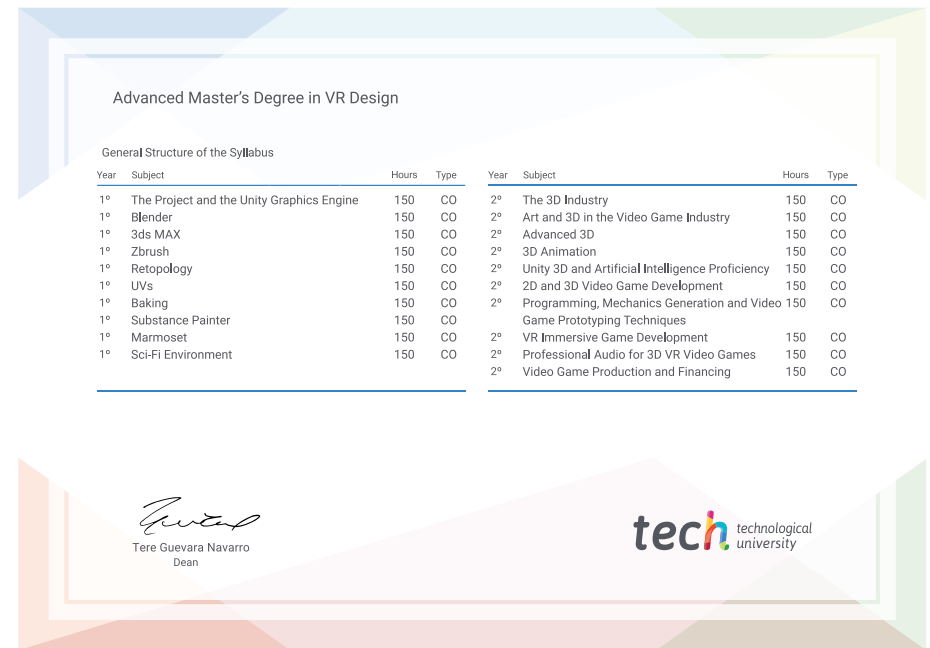 Advanced Master’s Degree in VR Design
General Structure of the Syllabus
Year Subject Hours Type
1º The Project and the Unity Graphics Engine 150 CO
1º Blender 150 CO
1º 3ds MAX 150 CO
1º Zbrush 150 CO
1º Retopology 150 CO
1º UVs 150 CO
1º Baking 150 CO
1º Substance Painter 150 CO
1º Marmoset 150 CO
1º Sci-Fi Environment 150 CO
Year Subject Hours Type
2º The 3D Industry 150 CO
2º Art and 3D in the Video Game Industry 150 CO
2º Advanced 3D 150 CO
2º 3D Animation 150 CO
2º Unity 3D and Artificial Intelligence Proficiency 150 CO
2º 2D and 3D Video Game Development 150 CO
2º Programming, Mechanics Generation and Video 150 CO
Game Prototyping Techniques
2º VR Immersive Game Development 150 CO
2º Professional Audio for 3D VR Video Games 150 CO
2º Video Game Production and Financing 150 CO
Tere Guevara Navarro
Dean
tech technological
university